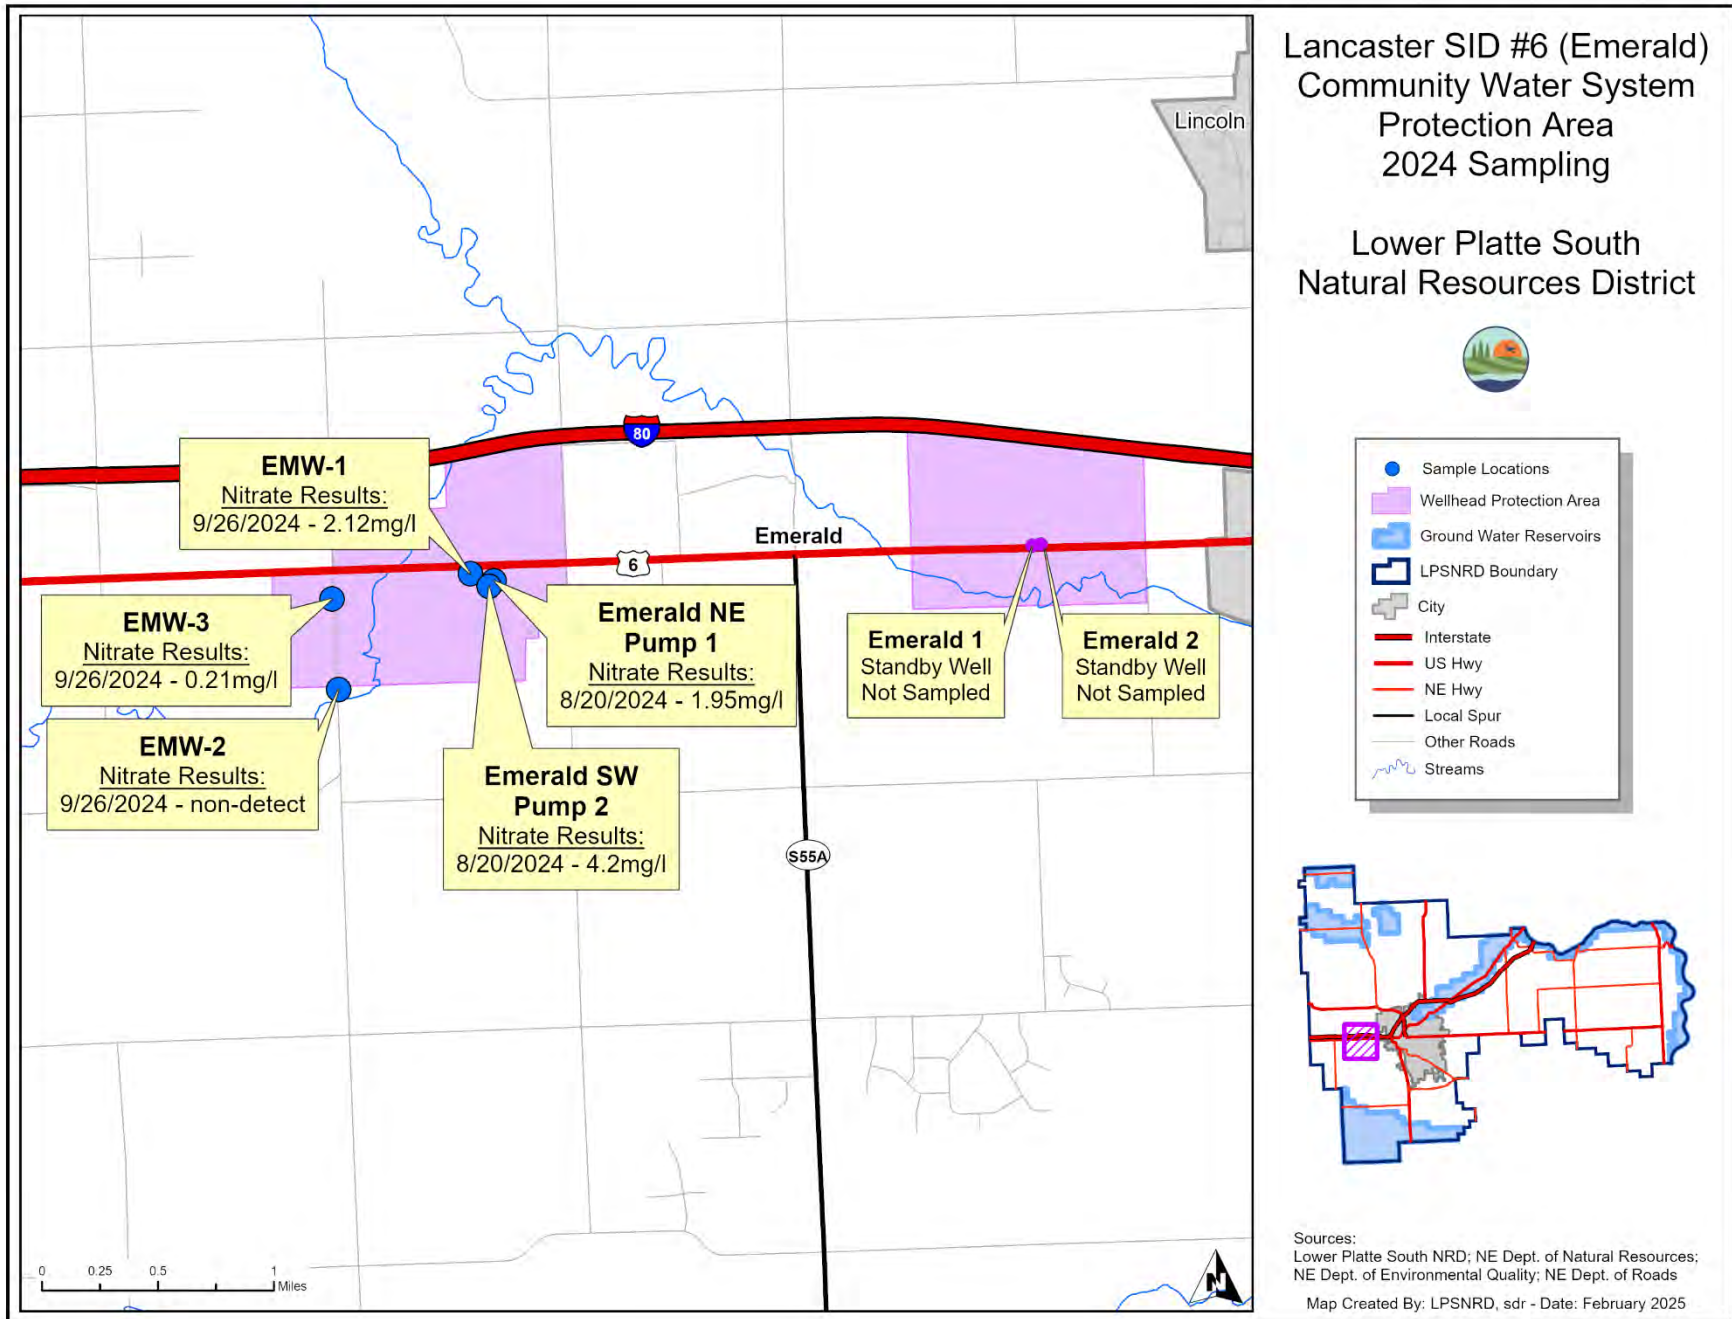 Lancaster SID #6 (Emerald)
Community Water System
Protection Area
2024 Sampling
Lower Platte South
Natural Resources District
Lincoln
80
EMW-1
Nitrate Results:
9/26/2024 - 2.12mg/l
Emerald
6
EMW-3
Nitrate Results:
9/26/2024 - 0.21mg/l
Emerald NE
Pump 1
Nitrate Results:
8/20/2024 - 1.95mg/l
Emerald 1
Standby Well
Not Sampled
Emerald 2
Standby Well
Not Sampled
EMW-2
Nitrate Results:
9/26/2024 - non-detect
Emerald SW
Pump 2
Nitrate Results:
8/20/2024 - 4.2mg/l
S55A
Sample Locations
Wellhead Protection Area
Ground Water Reservoirs
LPSNRD Boundary
City
Interstate
US Hwy
NE Hwy
Local Spur
Other Roads
Streams
0 0.25 0.5 1
Miles
N
Sources:
Lower Platte South NRD; NE Dept. of Natural Resources;
NE Dept. of Environmental Quality; NE Dept. of Roads
Map Created By: LPSNRD, sdr - Date: February 2025